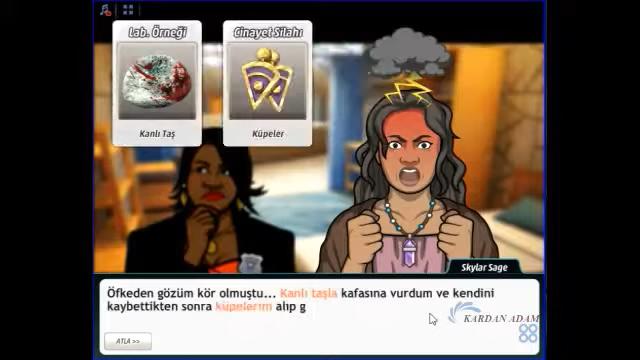 Lab. Örneği
Cinayet Silahı
Kanlı Taş
Küpeler
Skylar Sage
Öfkeden gözüm kör olmuştu... Kanlı taşla kafasına vurdum ve kendini
kaybettikten sonra küpelerim alıp g
KARDAN ADAM
ATLA >>